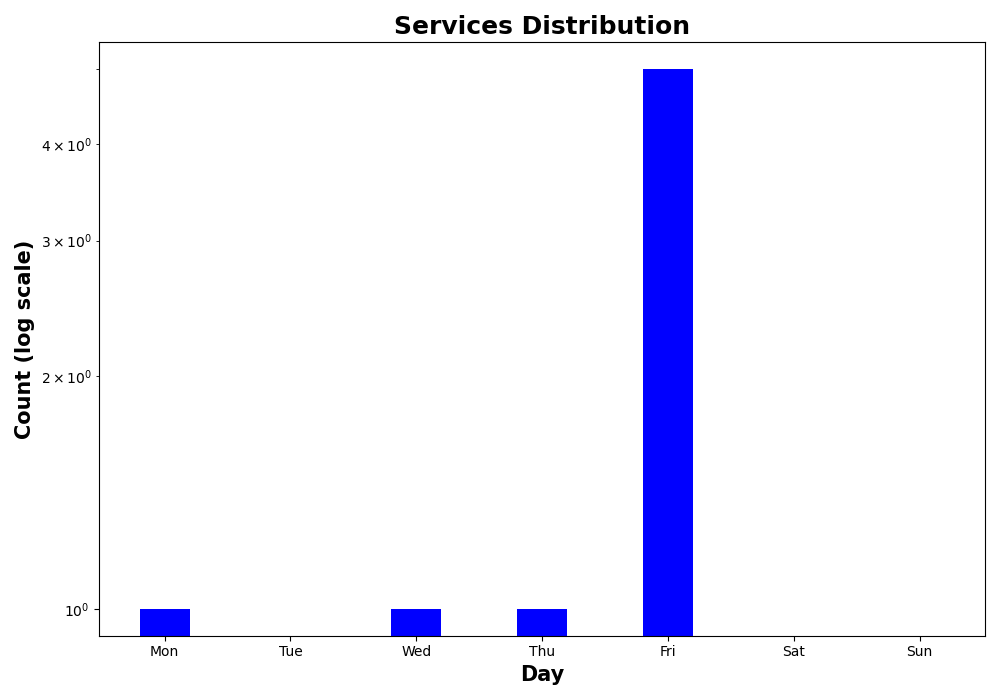 Services Distribution
Count (log scale)
4 × 10⁰
3 × 10⁰
2 × 10⁰
10⁰
Mon Tue Wed Thu Fri Sat Sun
Day